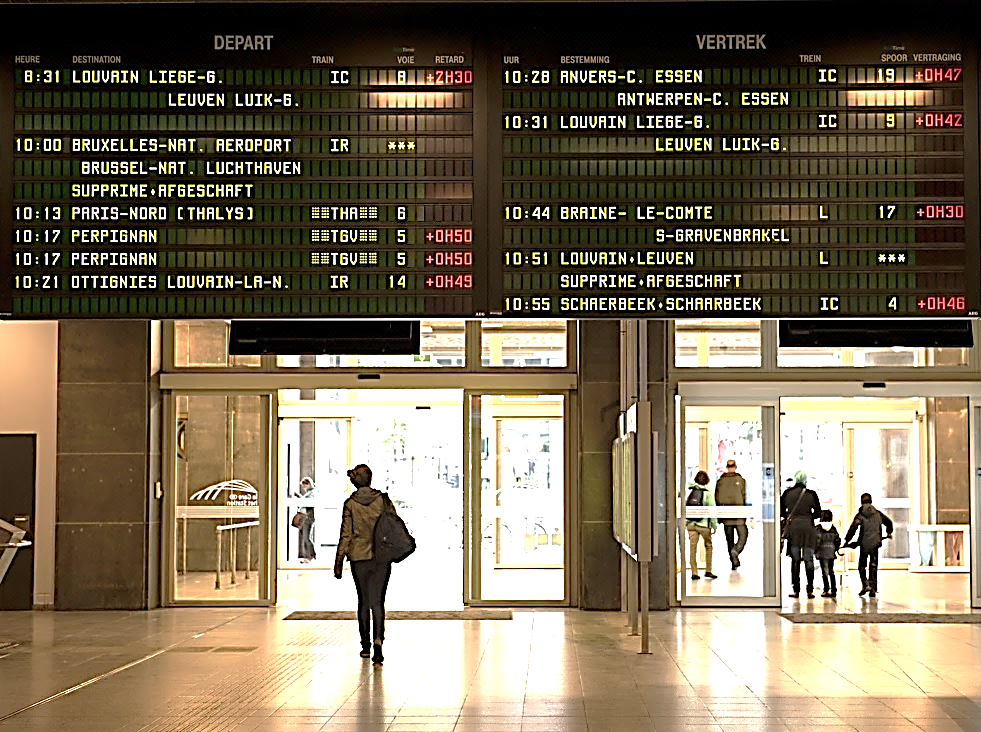 DEPART
HEURE DESTINATION TRAIN VOIE RETARD
8:31 LOUVAIN LIEGE-G. IC 8 +2H30
LEUVEN LUIK-G.
10:00 BRUXELLES-NAT. AEROPORT IR ***
BRUSSEL-NAT. LUCHTHAVEN
SUPPRIME♦AFGESCHAFT
10:13 PARIS-NORD (THALYS) THA 6
10:17 PERPIGNAN TGV 5 +0H50
10:17 PERPIGNAN TGV 5 +0H50
10:21 OTTIGNIES LOUVAIN-LA-N. IR 14 +0H49
AEG
VERTREK
UUR BESTEMMING TREIN SPOOR VERTRAGING
10:28 ANVERS-C. ESSEN IC 19 +0H47
ANTWERPEN-C. ESSEN
10:31 LOUVAIN LIEGE-G. IC 9 +0H42
LEUVEN LUIK-G.
10:44 BRAINE- LE-COMTE L 17 +0H30
S-GRAVENBRAKEL
10:51 LOUVAIN♦LEUVEN L ***
SUPPRIME♦AFGESCHAFT
10:55 SCHAERBEEK♦SCHAARBEEK IC 4 +0H46
AEG